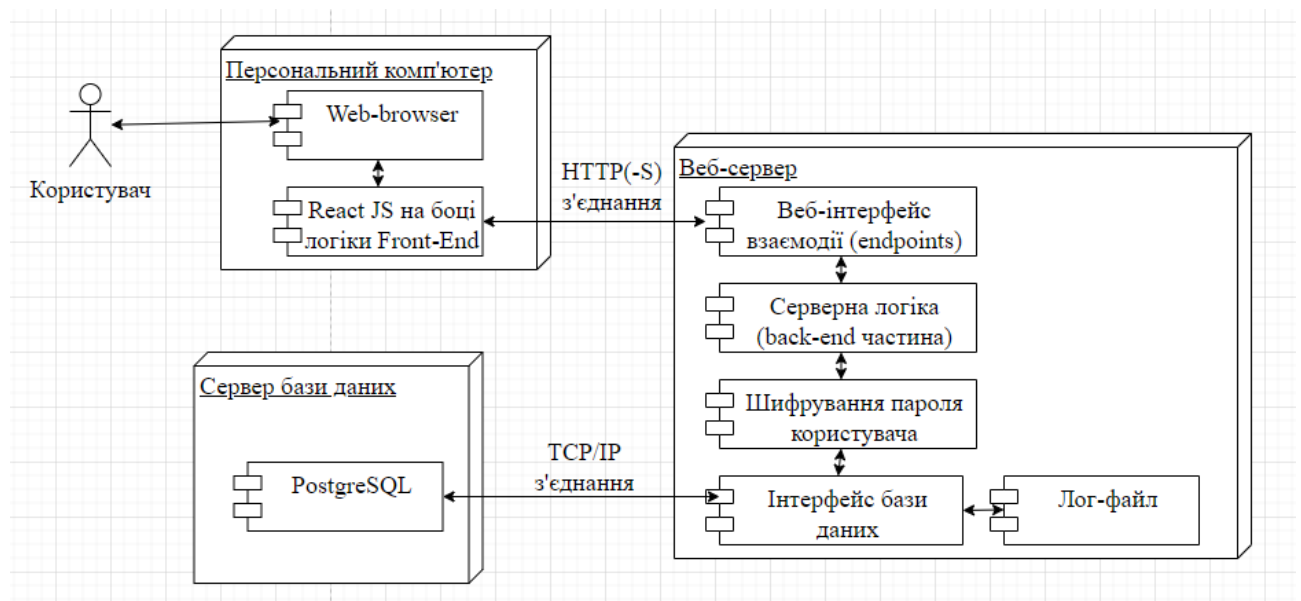 Персональний комп'ютер
Web-browser
Користувач
React JS на боці
логіки Front-End
HTTP(-S)
з'єднання
Веб-сервер
Веб-інтерфейс
взаємодії (endpoints)
Серверна логіка
(back-end частина)
Шифрування пароля
користувача
Інтерфейс бази
даних
Лог-файл
TCP/IP
з'єднання
Сервер бази даних
PostgreSQL